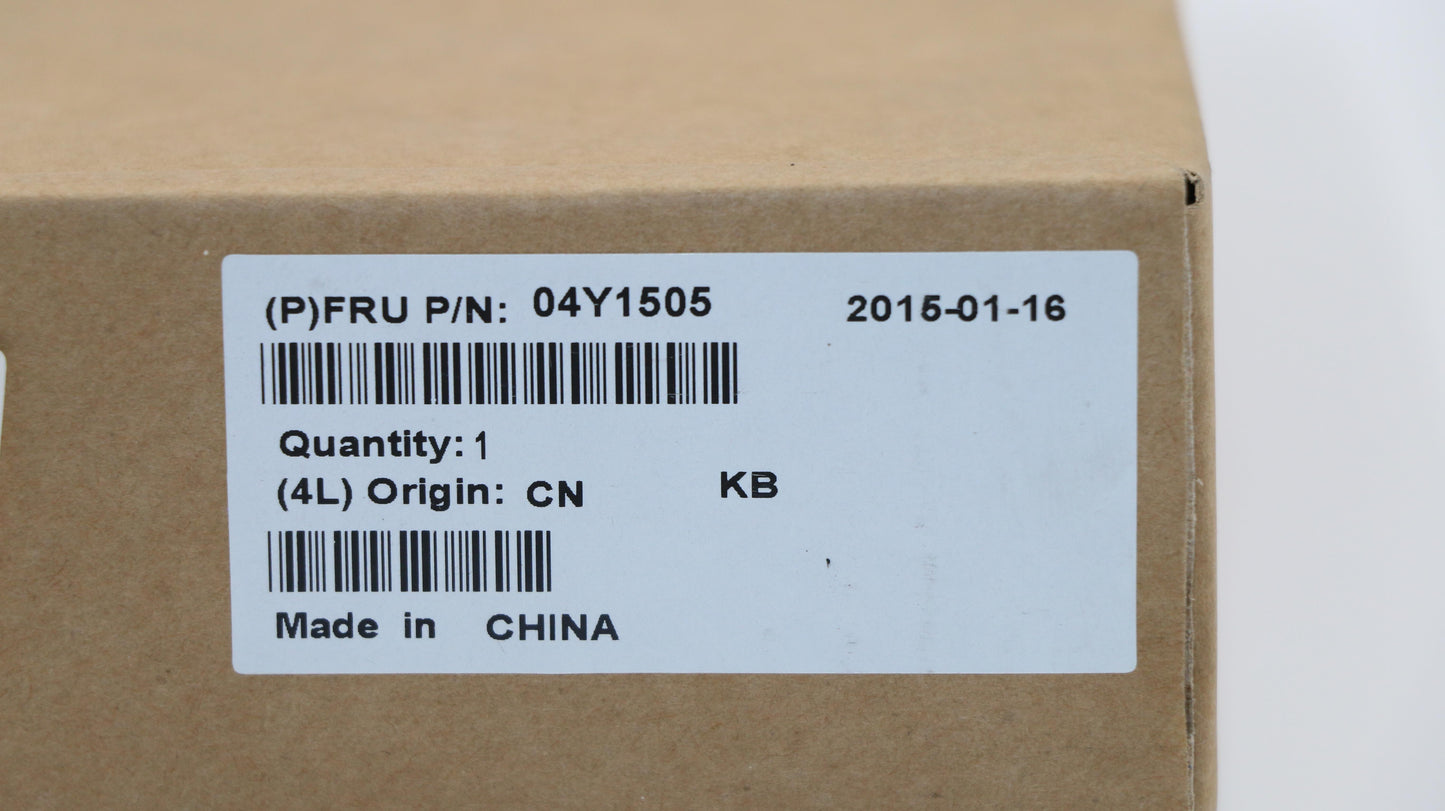 (P)FRU P/N: 04Y1505 2015-01-16
Quantity: 1
(4L) Origin: CN KB
Made in CHINA